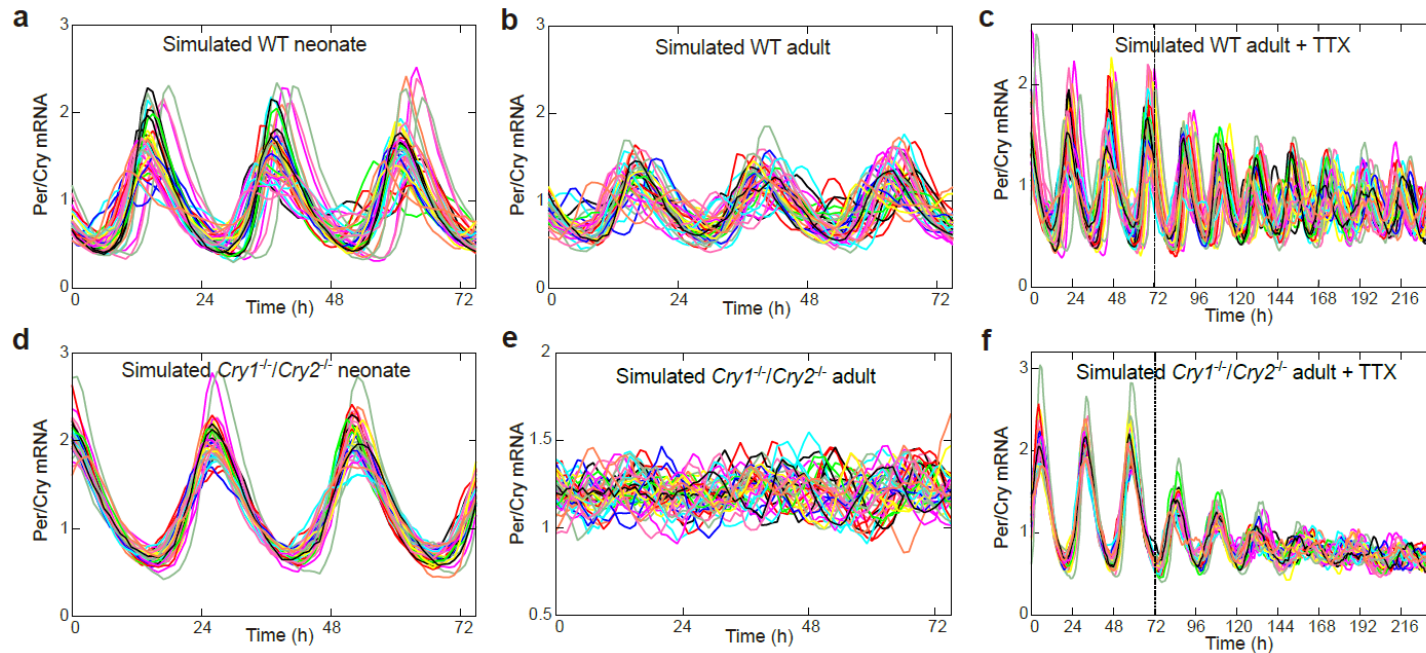 a
Simulated WT neonate
Per/Cry mRNA
3
2
1
0
0 24 48 72
Time (h)
b
Simulated WT adult
Per/Cry mRNA
3
2
1
0
0 24 48 72
Time (h)
c
Simulated WT adult + TTX
Per/Cry mRNA
2
1
0
0 24 48 72 96 120 144 168 192 216
Time (h)
d
Simulated Cry1-/-/Cry2-/- neonate
Per/Cry mRNA
3
2
1
0
0 24 48 72
Time (h)
e
Simulated Cry1-/-/Cry2-/- adult
Per/Cry mRNA
2
1.5
1
0.5
0 24 48 72
Time (h)
f
Simulated Cry1-/-/Cry2-/- adult + TTX
Per/Cry mRNA
3
2
1
0
0 24 48 72 96 120 144 168 192 216
Time (h)